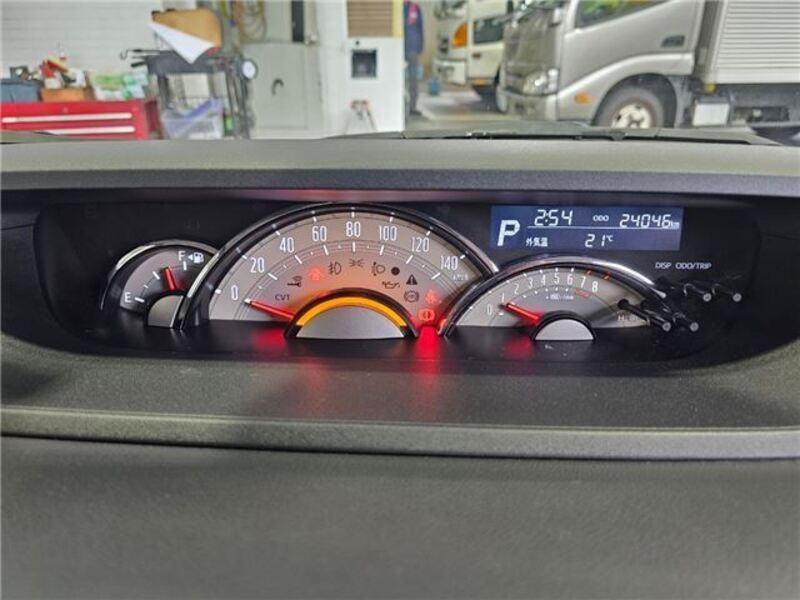 P 2:54 ODO 24046km
外気温 21℃
DISP ODO/TRIP
E F
0 20 40 60 80 100 120 140
CVT
0 1 2 3 4 5 6 7 8